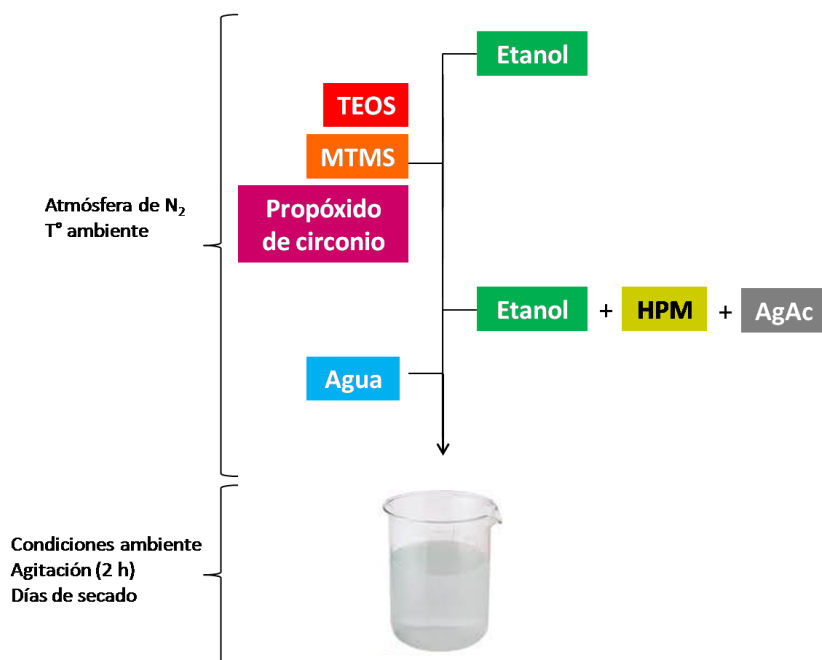 Etanol
TEOS
MTMS
Propóxido
de circonio
Atmósfera de N₂
Tº ambiente
Etanol + HPM + AgAc
Agua
Condiciones ambiente
Agitación (2 h)
Días de secado